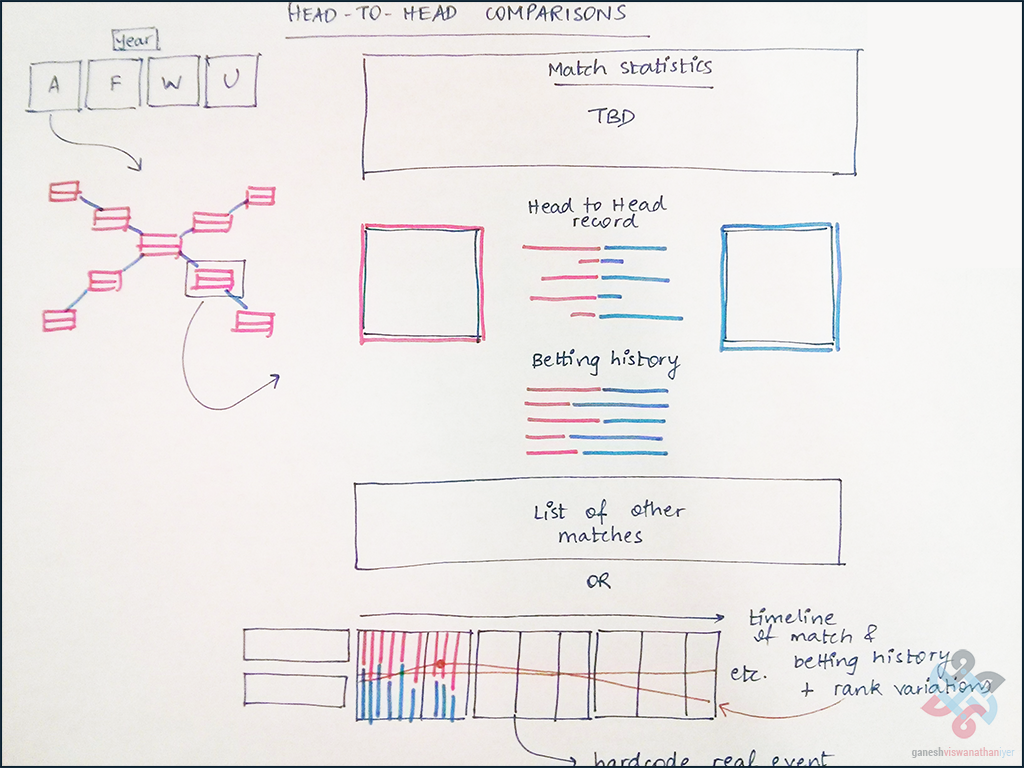 HEAD-TO-HEAD COMPARISONS
year
A F W U
Match statistics
TBD
Head to Head
record
Betting history
List of other
matches
OR
timeline
of match &
betting history
+ rank variations
etc.
hardcode real event
ganeshviswanathaniyer